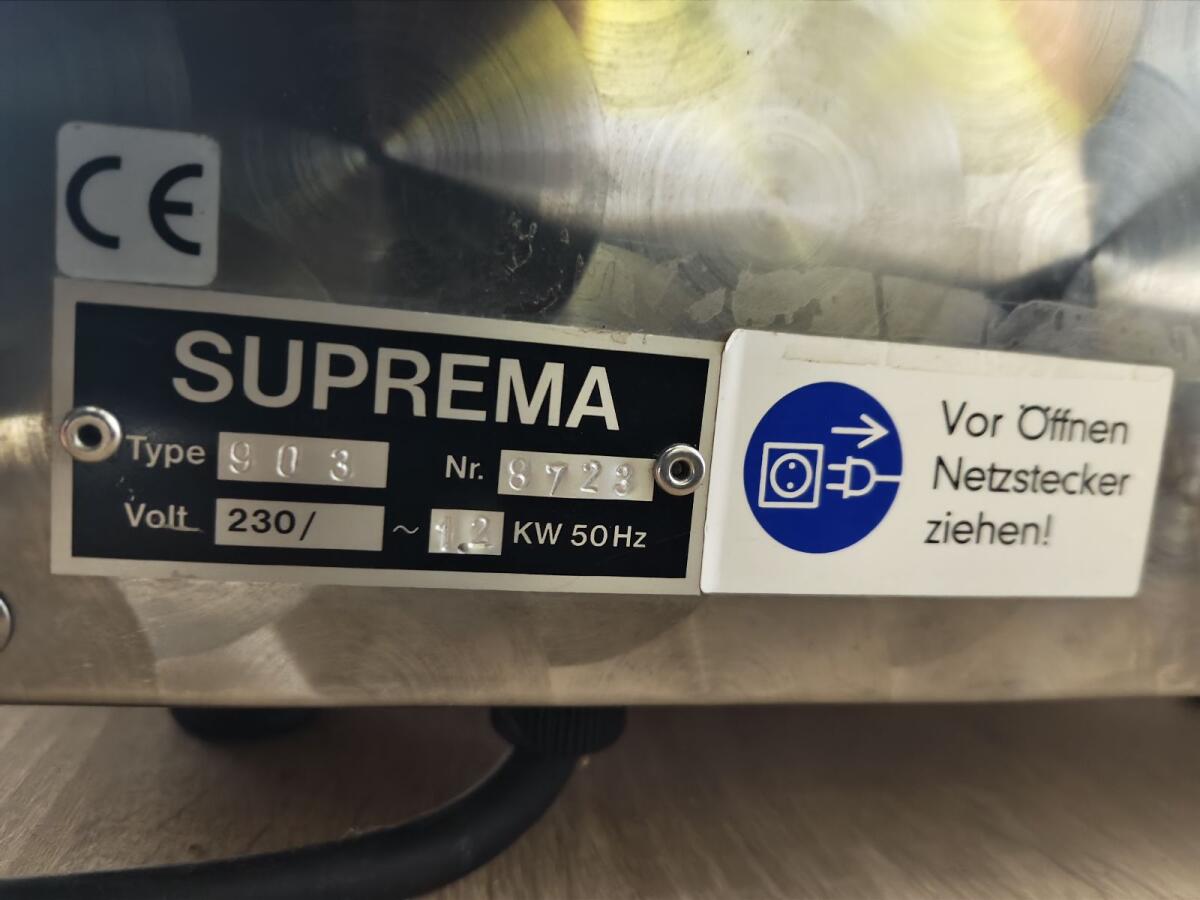 CE
SUPREMA
Type 903 Nr. 8723
Volt 230/ ~ 1.2 KW 50Hz
Vor Öffnen
Netzstecker
ziehen!